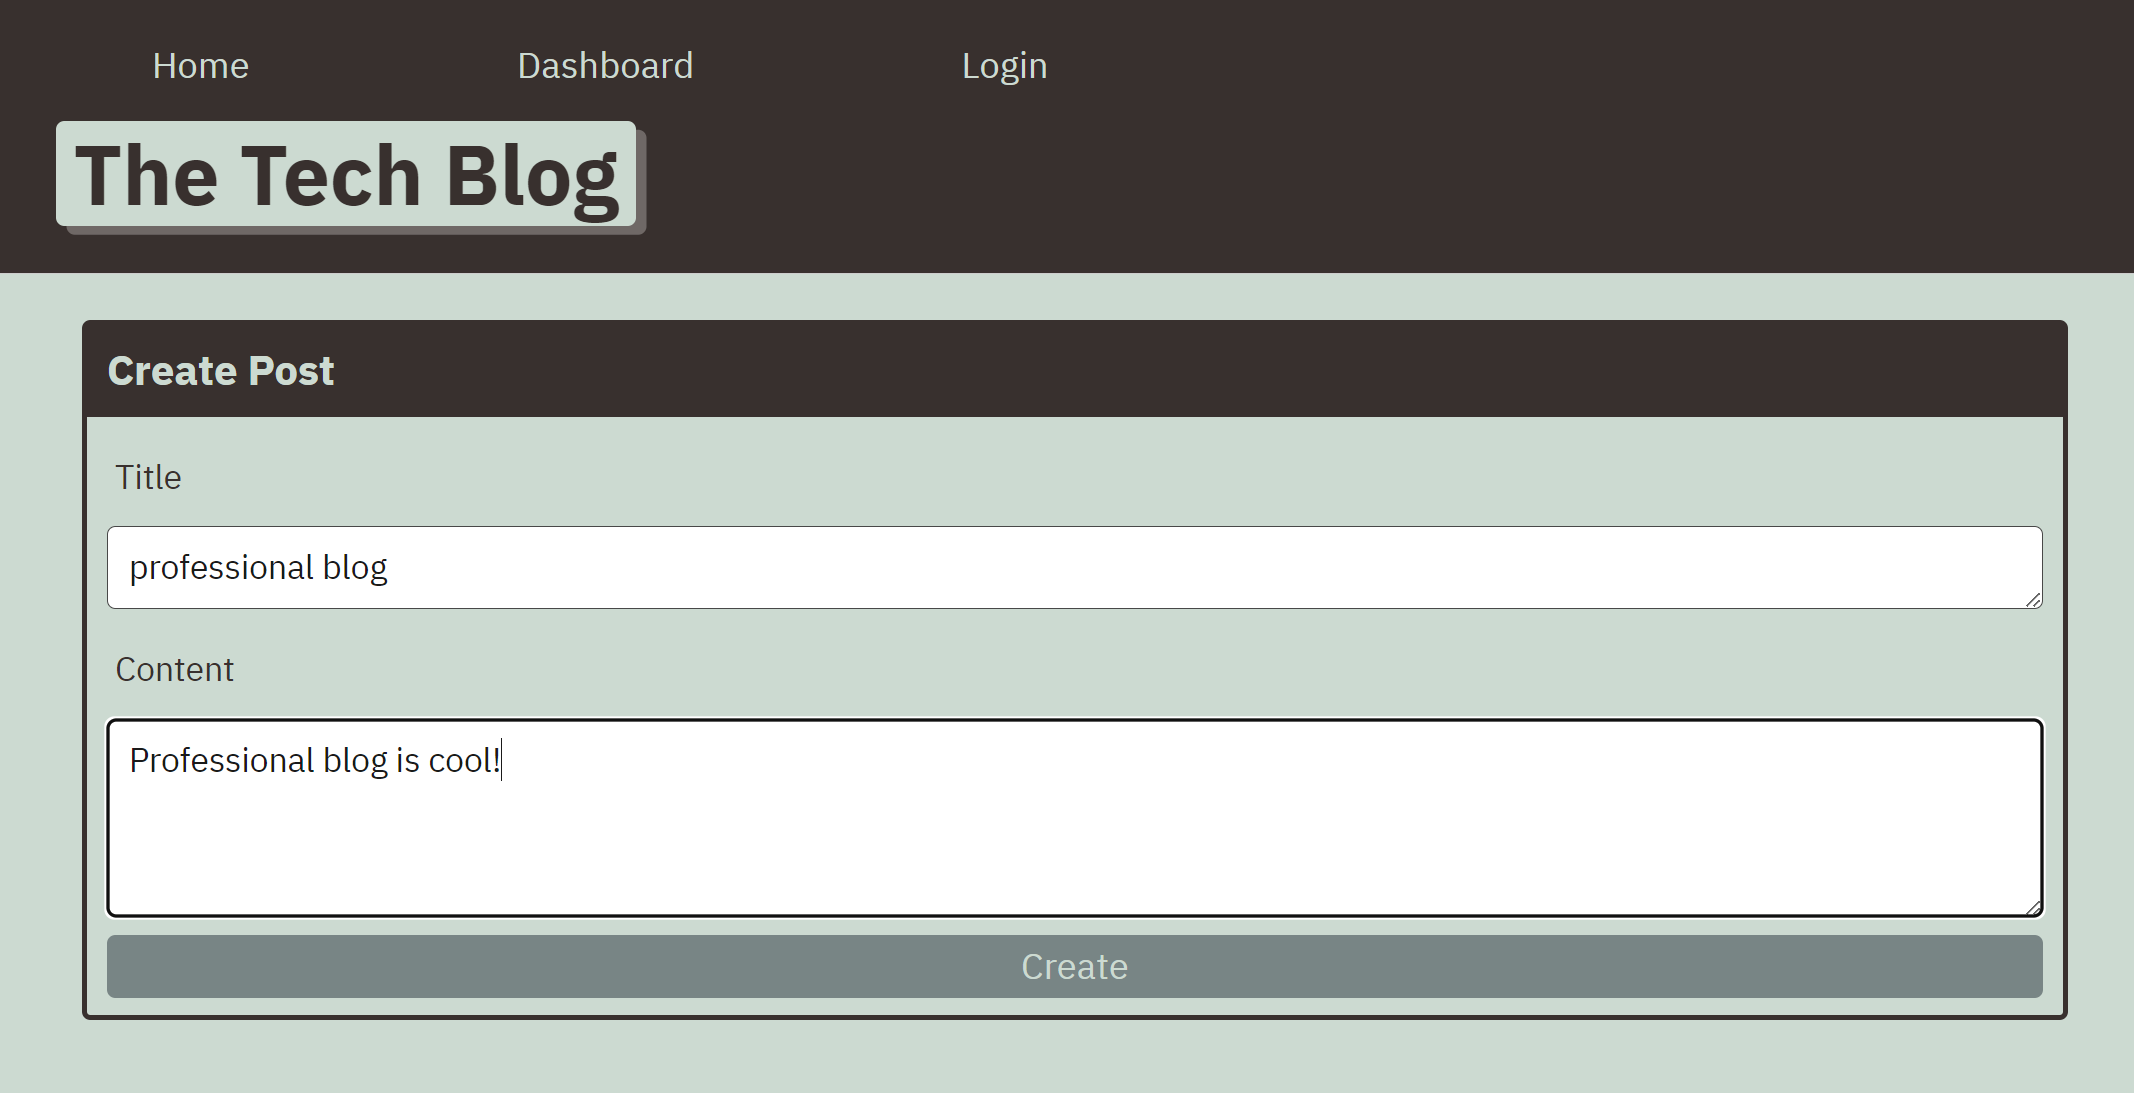 Home Dashboard Login
The Tech Blog
Create Post
Title
professional blog
Content
Professional blog is cool!
Create